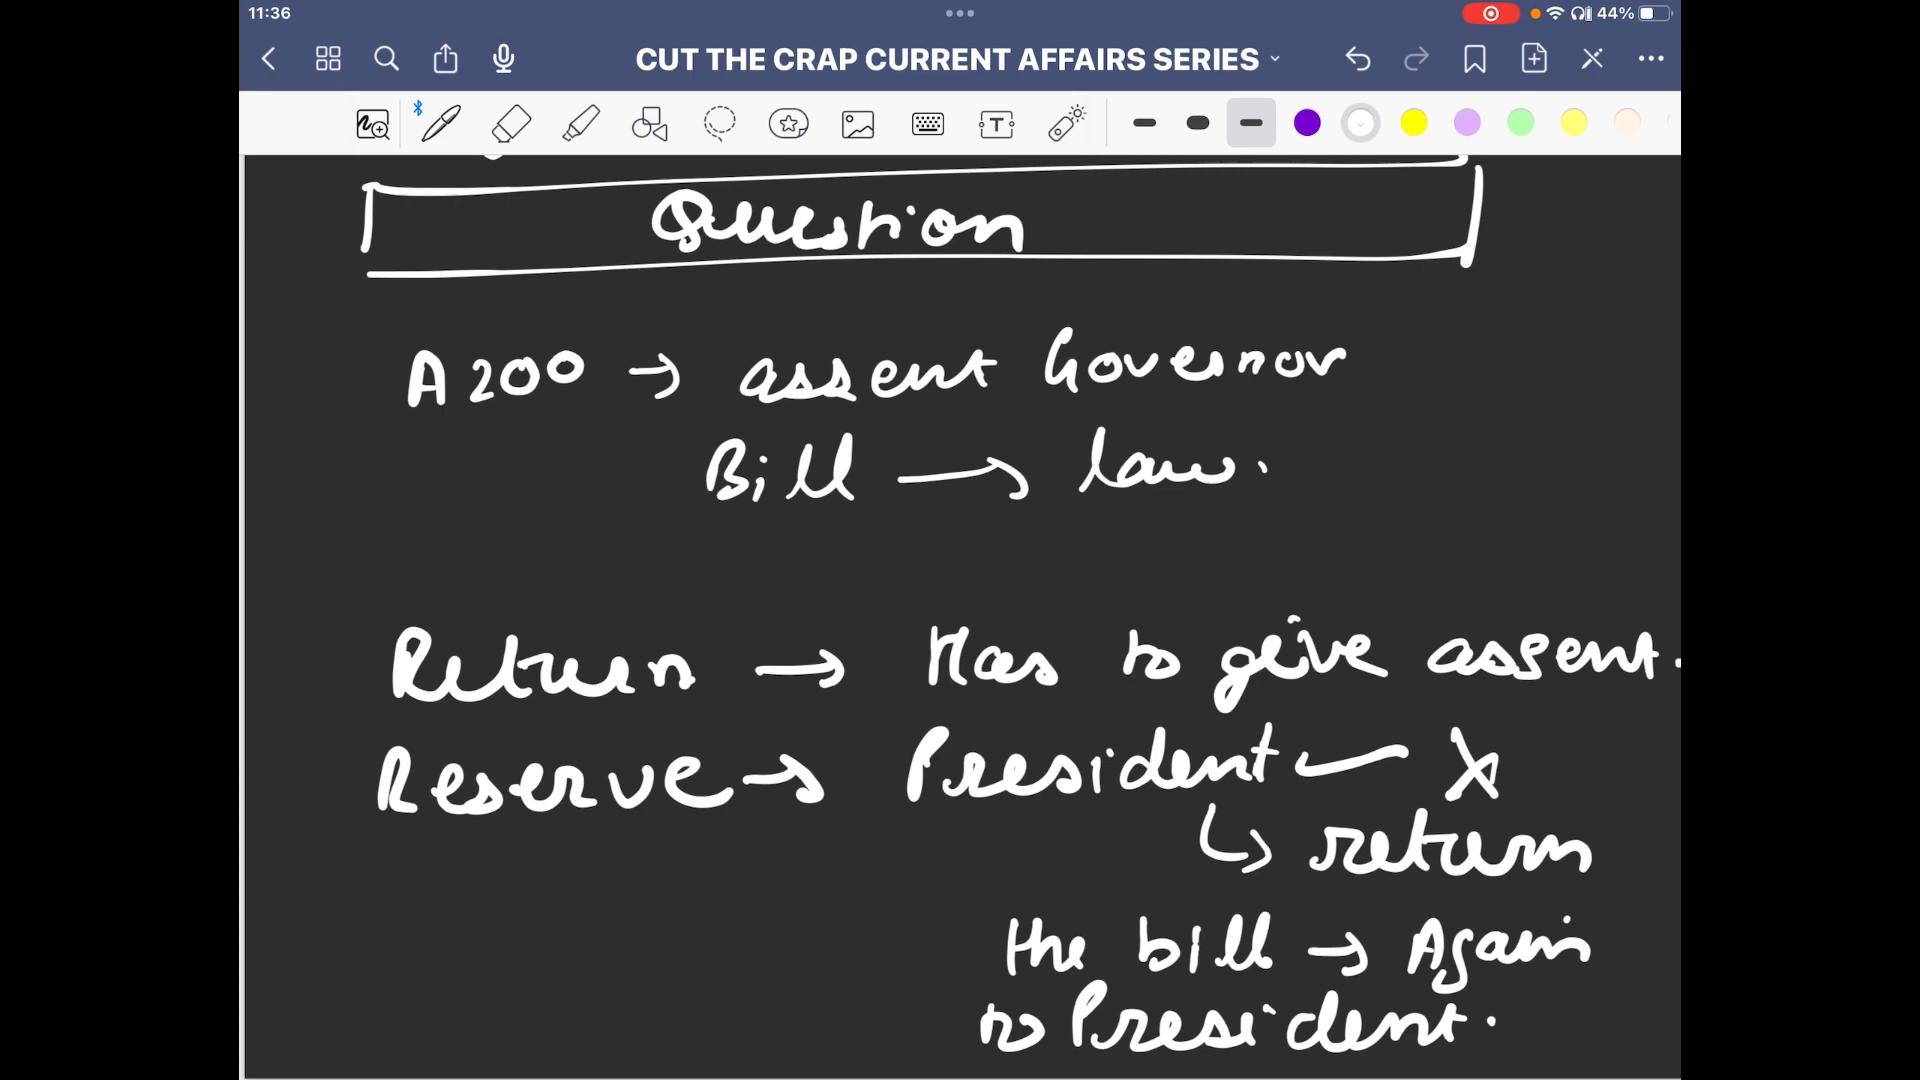 11:36
44%
CUT THE CRAP CURRENT AFFAIRS SERIES
Question
A 200 → assent Governor
Bill → law.
Return → Has to give assent.
Reserve → President X
↳ return
the bill → Again
to President.